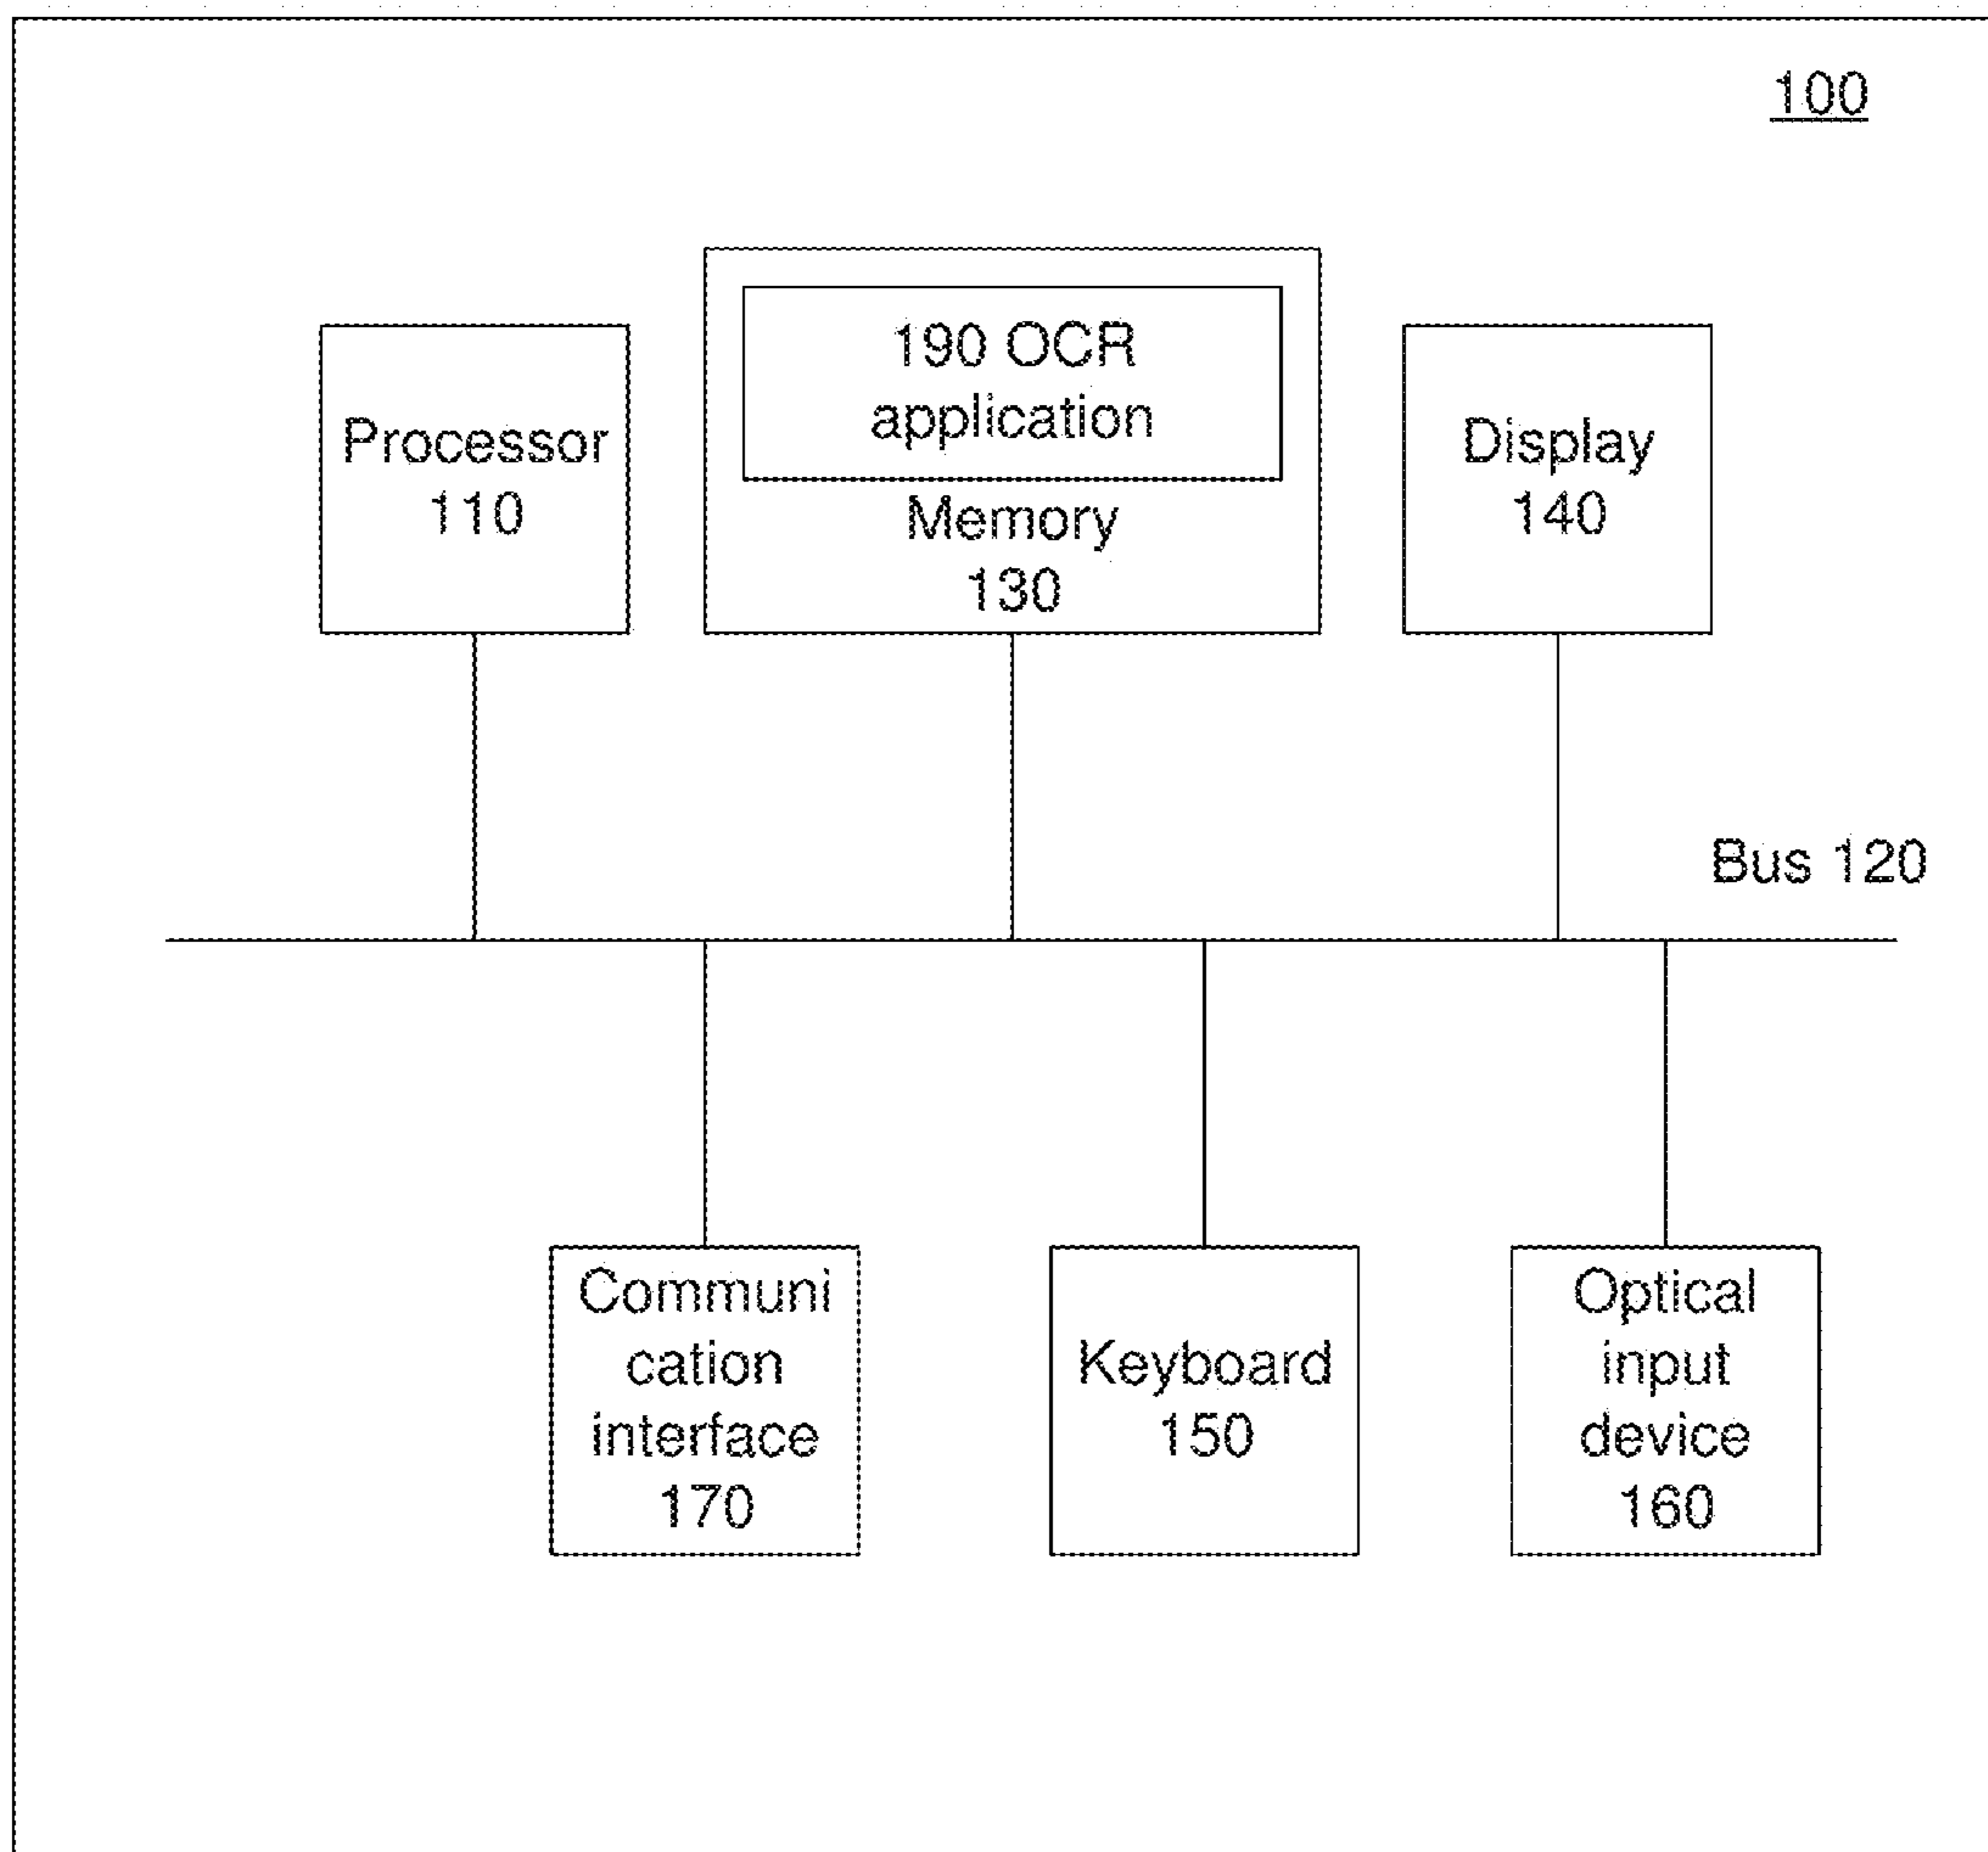 100
190 OCR
application
Memory
130
Processor
110
Display
140
Bus 120
Communi
cation
interface
170
Keyboard
150
Optical
input
device
160